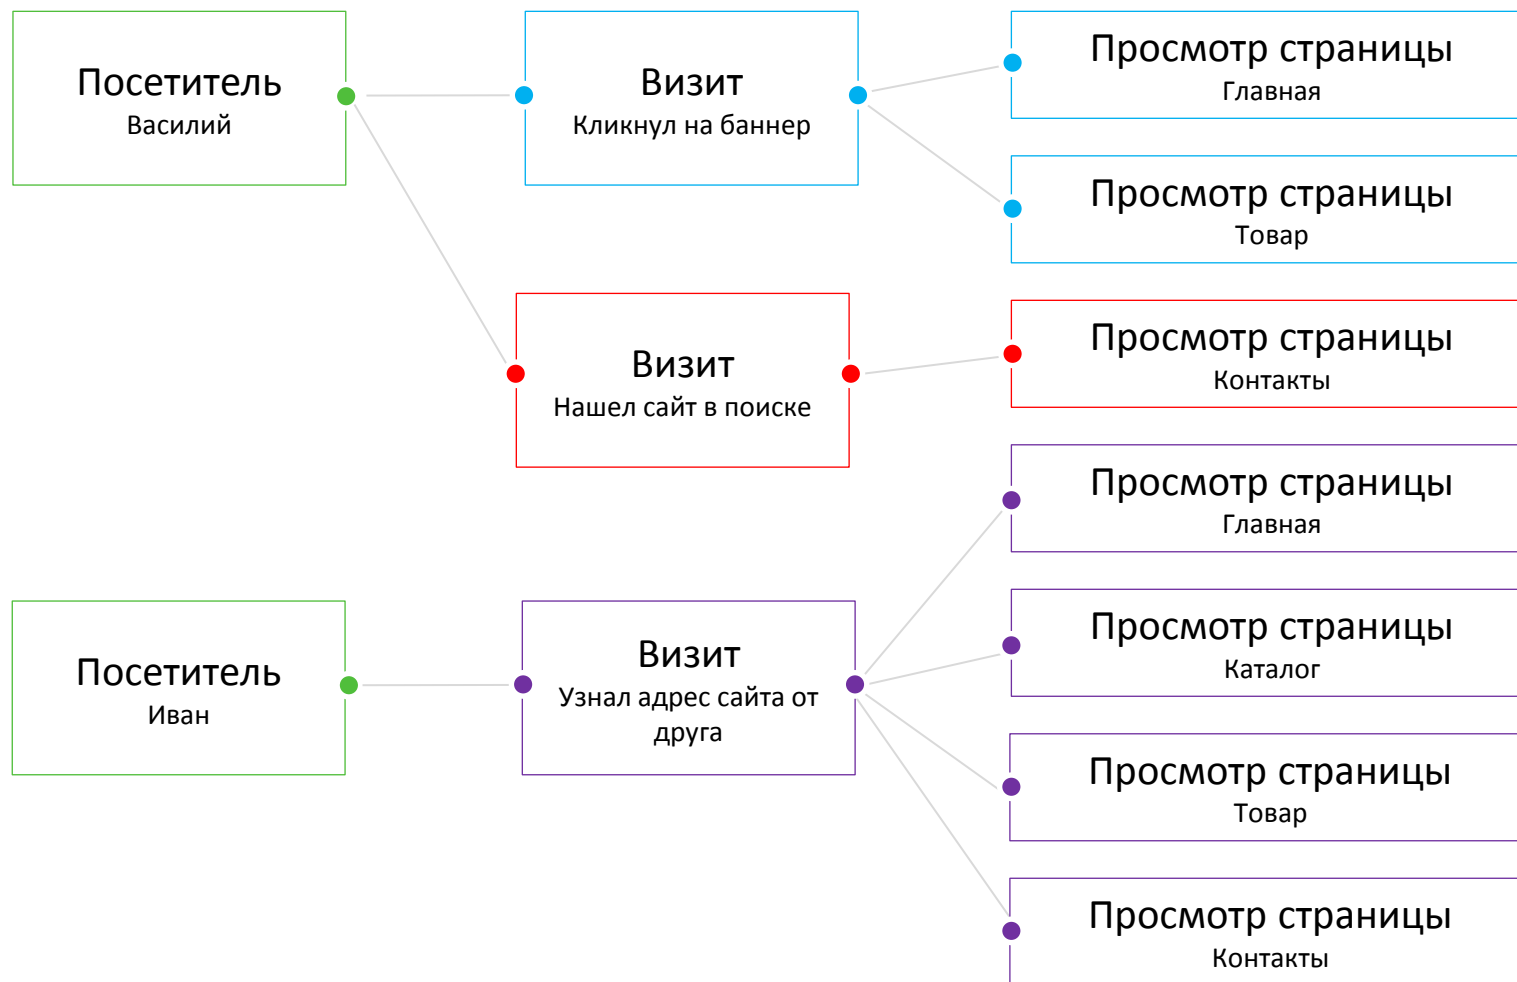 Посетитель
Василий
Визит
Кликнул на баннер
Просмотр страницы
Главная
Просмотр страницы
Товар
Визит
Нашел сайт в поиске
Просмотр страницы
Контакты
Посетитель
Иван
Визит
Узнал адрес сайта от
друга
Просмотр страницы
Главная
Просмотр страницы
Каталог
Просмотр страницы
Товар
Просмотр страницы
Контакты